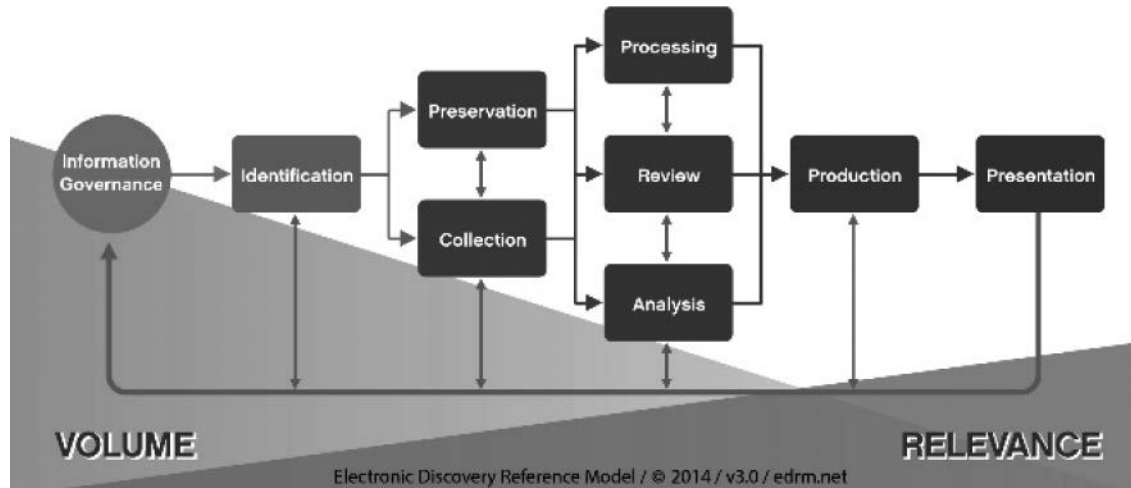 Information
Governance
Identification
Preservation
Collection
Processing
Review
Analysis
Production
Presentation
VOLUME
RELEVANCE
Electronic Discovery Reference Model / © 2014 / v3.0 / edrm.net